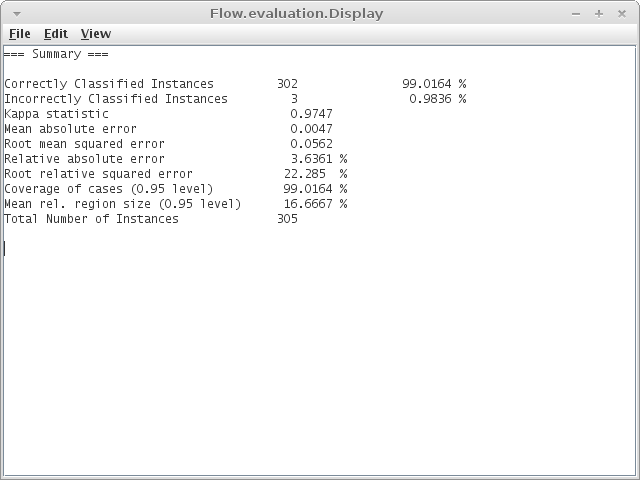 Flow.evaluation.Display
File Edit View
=== Summary ===
Correctly Classified Instances 302 99.0164 %
Incorrectly Classified Instances 3 0.9836 %
Kappa statistic 0.9747
Mean absolute error 0.0047
Root mean squared error 0.0562
Relative absolute error 3.6361 %
Root relative squared error 22.285 %
Coverage of cases (0.95 level) 99.0164 %
Mean rel. region size (0.95 level) 16.6667 %
Total Number of Instances 305